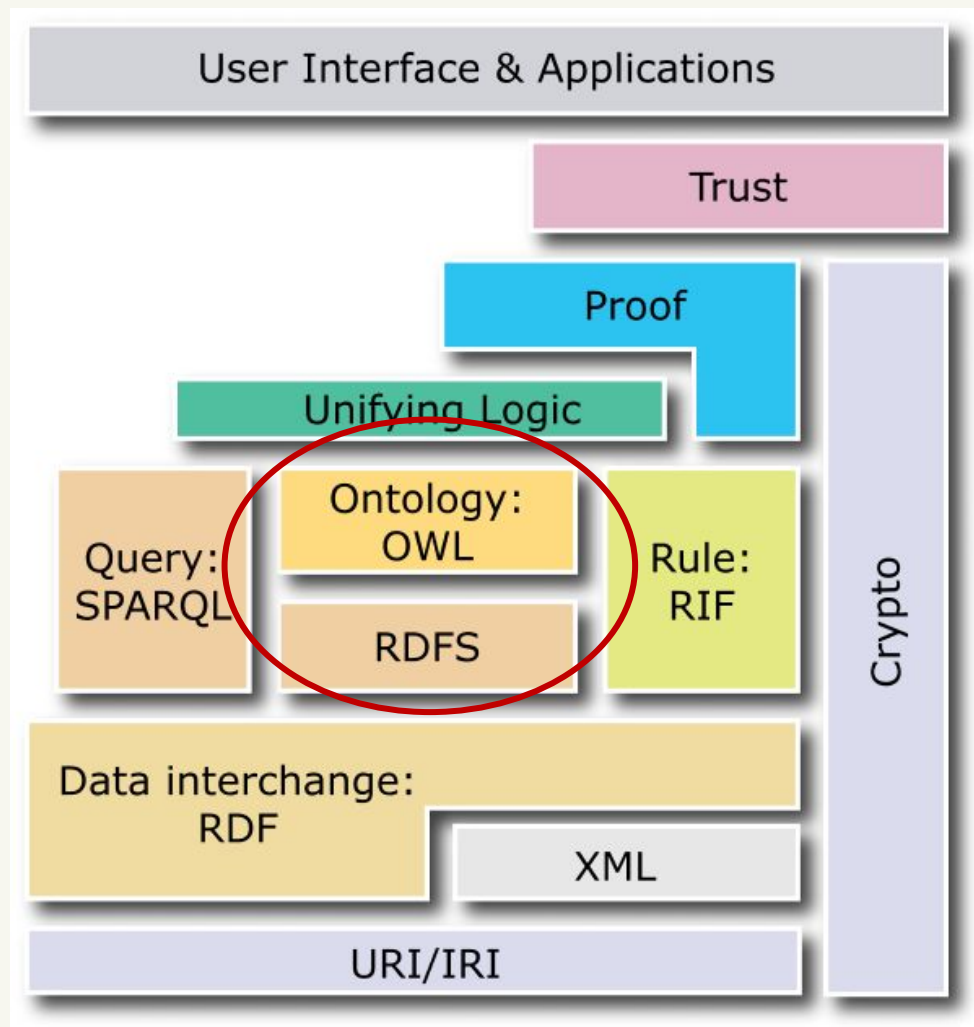 User Interface & Applications
Trust
Proof
Unifying Logic
Ontology:
OWL
Query:
SPARQL
Rule:
RIF
RDFS
Crypto
Data interchange:
RDF
XML
URI/IRI